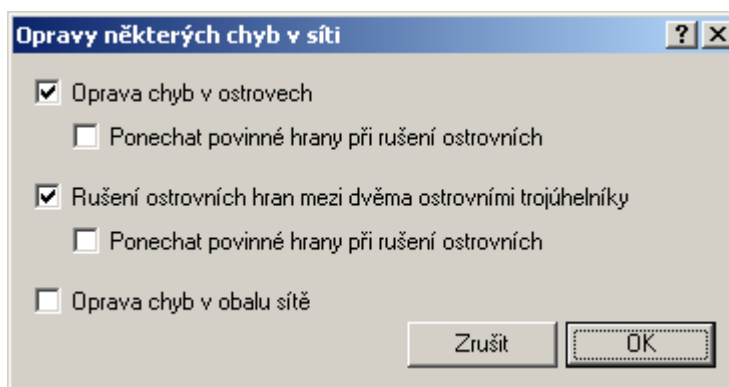 Opravy některých chyb v síti
Oprava chyb v ostrovech
Ponechat povinné hrany při rušení ostrovních
Rušení ostrovních hran mezi dvěma ostrovními trojúhelníky
Ponechat povinné hrany při rušení ostrovních
Oprava chyb v obalu sítě
Zrušit OK